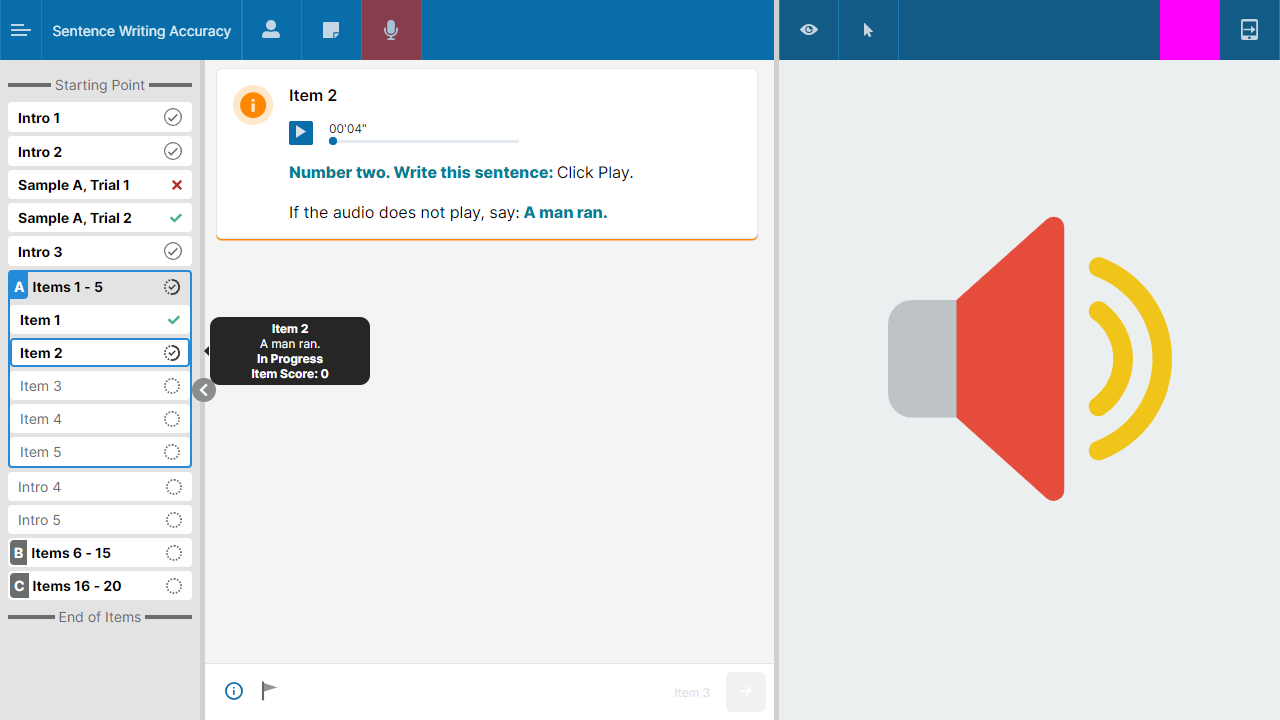 Sentence Writing Accuracy
Starting Point
Intro 1
Intro 2
Sample A, Trial 1
Sample A, Trial 2
Intro 3
A Items 1 - 5
Item 1
Item 2
Item 3
Item 4
Item 5
Intro 4
Intro 5
B Items 6 - 15
C Items 16 - 20
End of Items
Item 2
00'04"
Number two. Write this sentence: Click Play.
If the audio does not play, say: A man ran.
Item 2
A man ran.
In Progress
Item Score: 0
Item 3